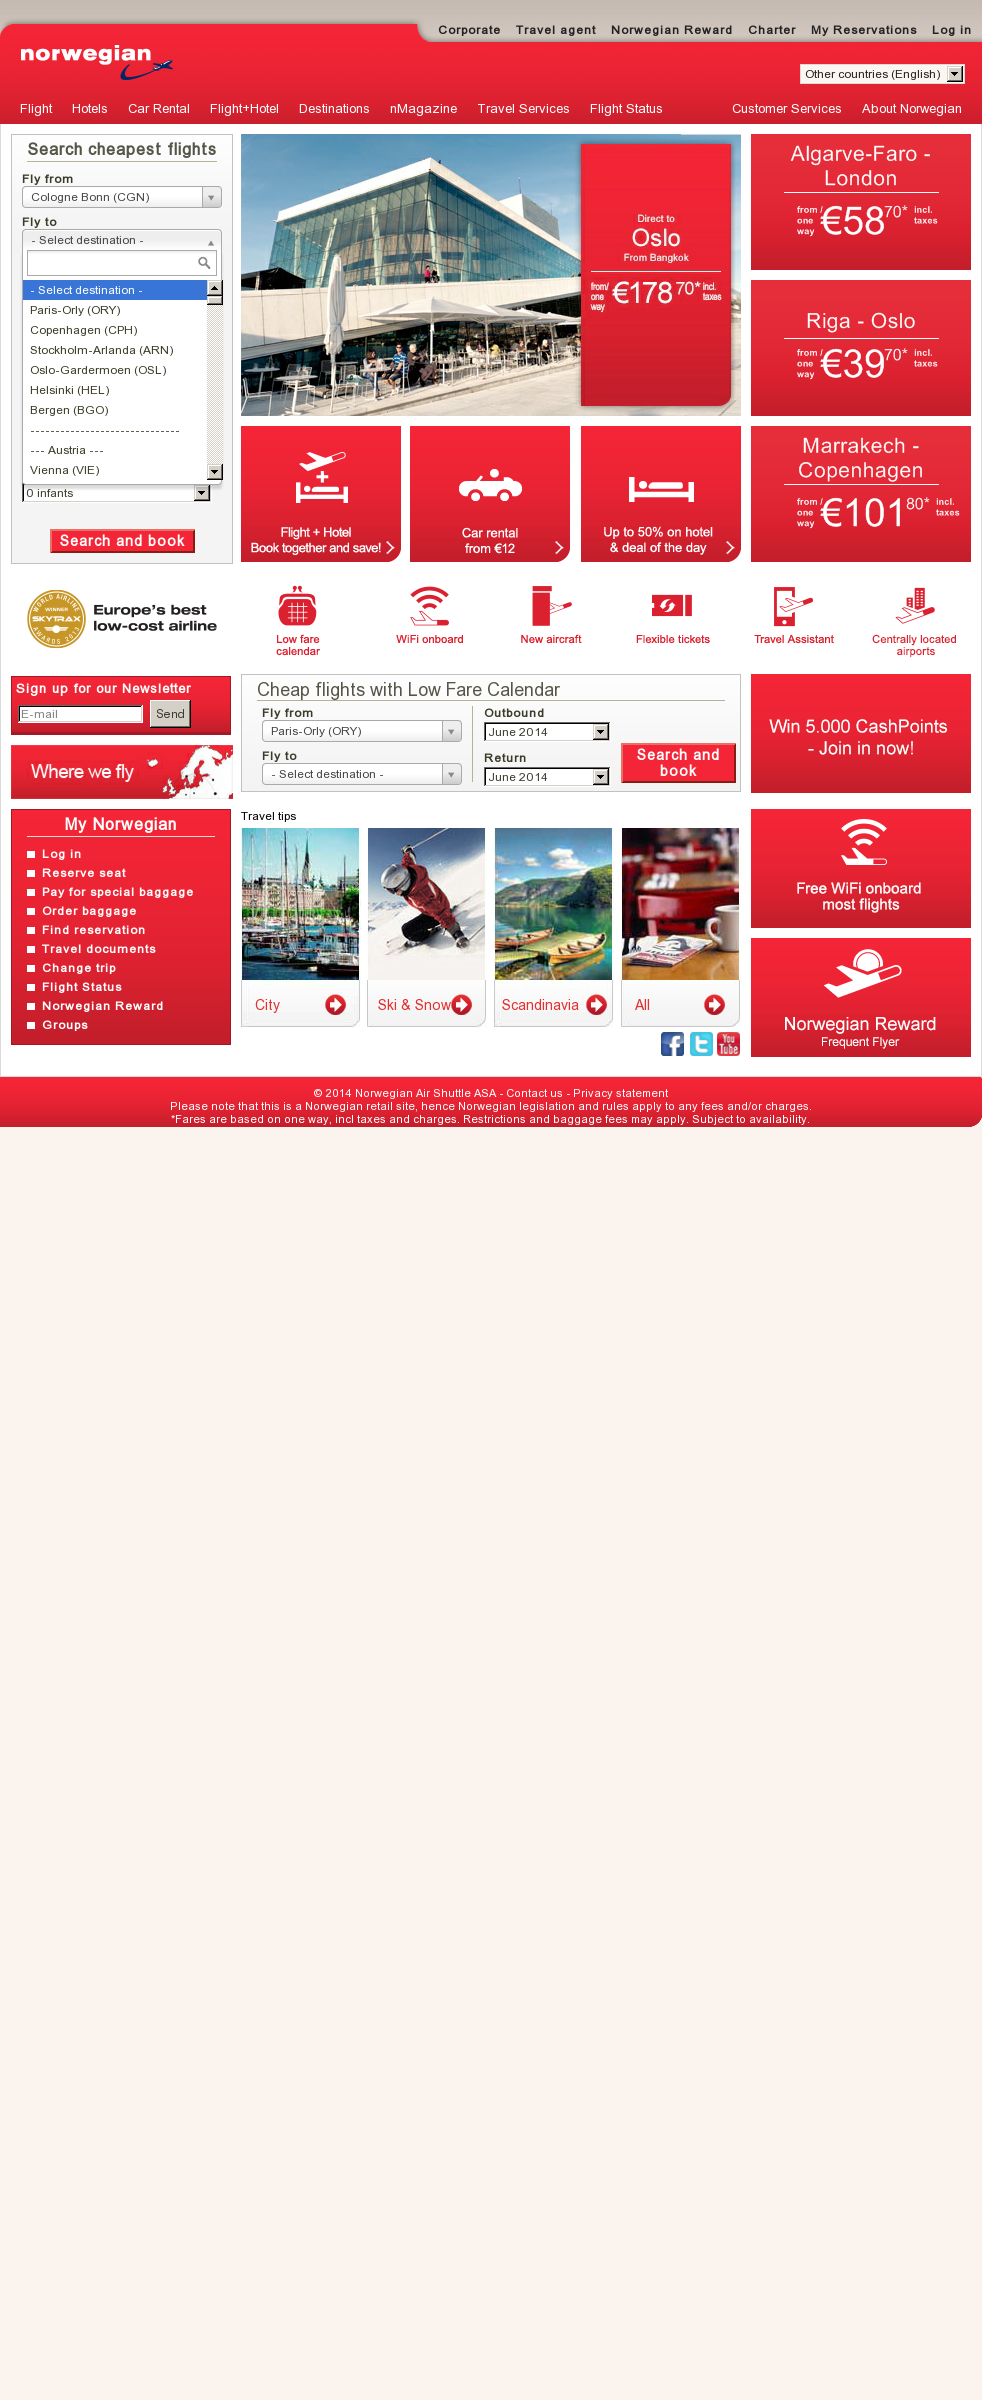 Corporate Travel agent Norwegian Reward Charter My Reservations Log in
norwegian
Other countries (English)
Flight Hotels Car Rental Flight+Hotel Destinations nMagazine Travel Services Flight Status Customer Services About Norwegian
Search cheapest flights
Fly from
Cologne Bonn (CGN)
Fly to
- Select destination -
- Select destination -
Paris-Orly (ORY)
Copenhagen (CPH)
Stockholm-Arlanda (ARN)
Oslo-Gardermoen (OSL)
Helsinki (HEL)
Bergen (BGO)
------------------------------
--- Austria ---
Vienna (VIE)
0 infants
Search and book
Direct to
Oslo
From Bangkok
from/ one way €178 70* incl. taxes
Algarve-Faro -
London
from / one way €58 70* incl. taxes
Riga - Oslo
from / one way €39 70* incl. taxes
Marrakech -
Copenhagen
from / one way €101 80* incl. taxes
Flight + Hotel
Book together and save!
Car rental
from €12
Up to 50% on hotel
& deal of the day
WORLD AIRLINE
WINNER
SKYTRAX
AWARDS 2013
Europe's best
low-cost airline
Low fare
calendar
WiFi onboard
New aircraft
Flexible tickets
Travel Assistant
Centrally located
airports
Sign up for our Newsletter
E-mail
Send
Where we fly
Cheap flights with Low Fare Calendar
Fly from
Paris-Orly (ORY)
Fly to
- Select destination -
Outbound
June 2014
Return
June 2014
Search and
book
Win 5.000 CashPoints
- Join in now!
My Norwegian
Log in
Reserve seat
Pay for special baggage
Order baggage
Find reservation
Travel documents
Change trip
Flight Status
Norwegian Reward
Groups
Travel tips
City
Ski & Snow
Scandinavia
All
You
Tube
Free WiFi onboard
most flights
Norwegian Reward
Frequent Flyer
© 2014 Norwegian Air Shuttle ASA - Contact us - Privacy statement
Please note that this is a Norwegian retail site, hence Norwegian legislation and rules apply to any fees and/or charges.
*Fares are based on one way, incl taxes and charges. Restrictions and baggage fees may apply. Subject to availability.